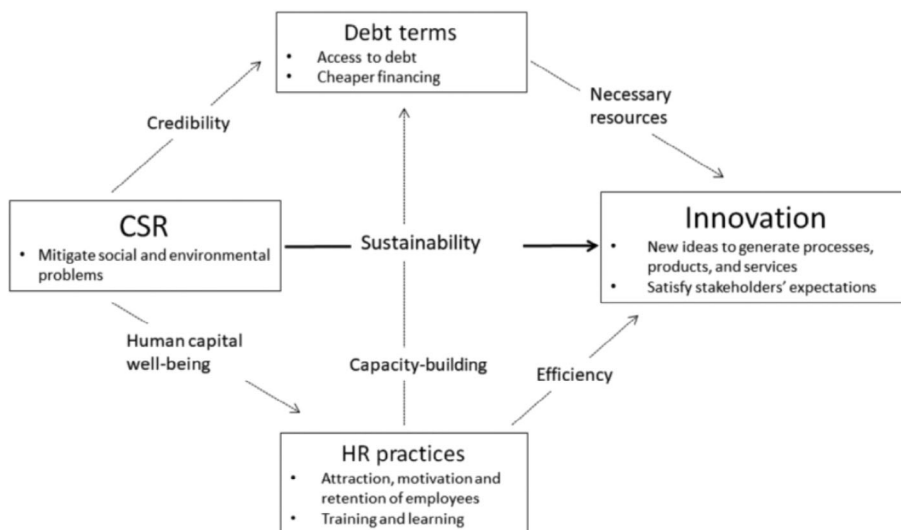 Debt terms
• Access to debt
• Cheaper financing
Credibility
Necessary
resources
CSR
• Mitigate social and environmental
problems
Sustainability
Innovation
• New ideas to generate processes,
products, and services
• Satisfy stakeholders’ expectations
Human capital
well-being
Capacity-building
Efficiency
HR practices
• Attraction, motivation and
retention of employees
• Training and learning